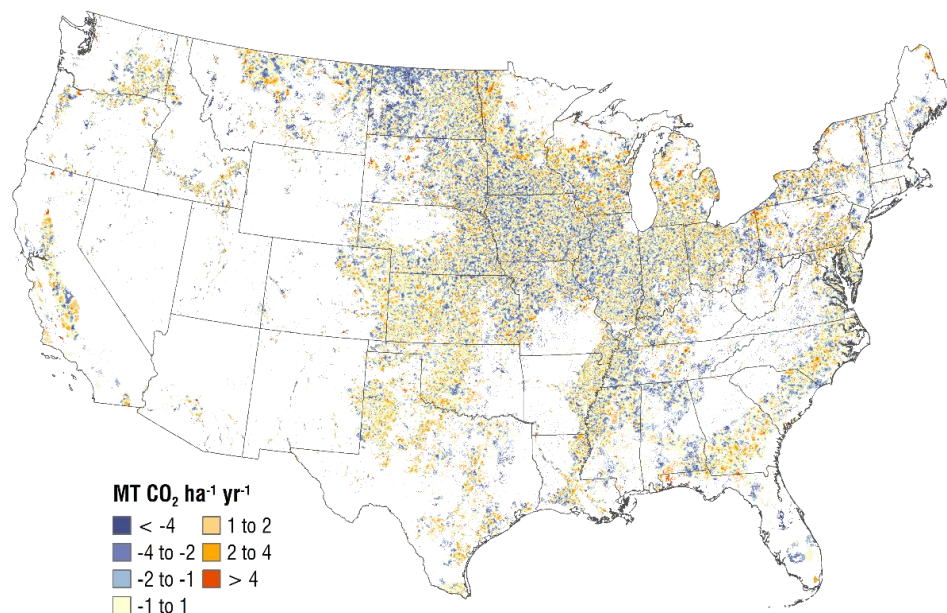 MT CO₂ ha⁻¹ yr⁻¹
< -4
-4 to -2
-2 to -1
-1 to 1
1 to 2
2 to 4
> 4